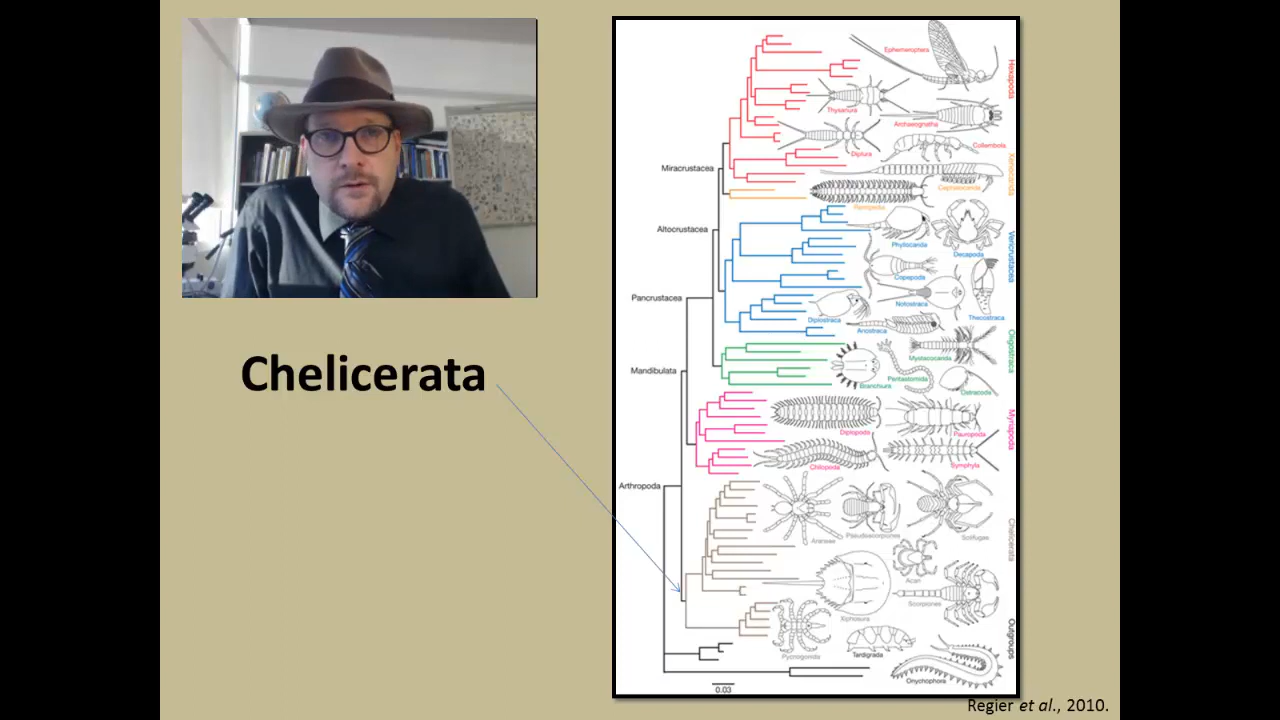 Chelicerata
Ephemeroptera
Hexapoda
Thysanura
Archaeognatha
Collembola
Diplura
Miracrustacea
Xenocarida
Cephalocarida
Remipedia
Altocrustacea
Phyllocarida
Decapoda
Vericrustacea
Copepoda
Pancrustacea
Notostraca
Thecostraca
Diplostraca
Anostraca
Oligostraca
Mystacocarida
Mandibulata
Branchiura
Pentastomida
Ostracoda
Myriapoda
Diplopoda
Pauropoda
Chilopoda
Symphyla
Arthropoda
Chelicerata
Araneae
Pseudoscorpiones
Solifugae
Acari
Scorpiones
Xiphosura
Outgroups
Pycnogonida
Tardigrada
Onychophora
0.03
Regier et al., 2010.